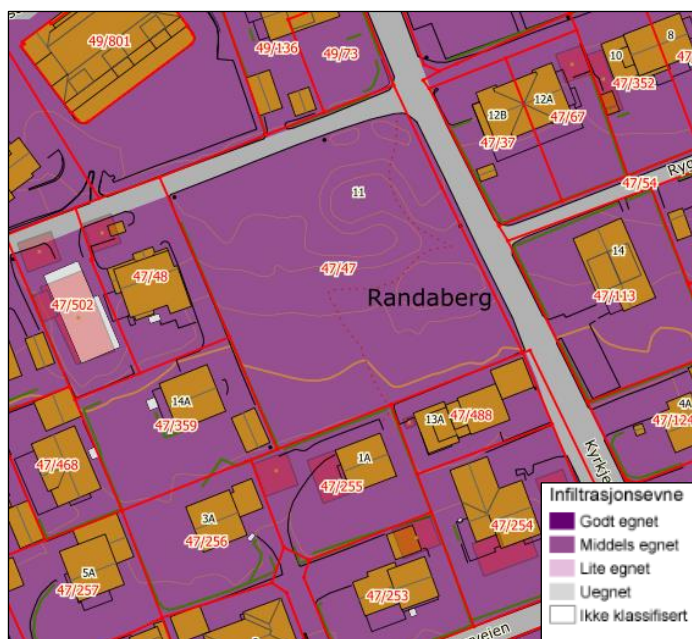 49/801
49/136
49/73
8
10
47/
47/352
12A
12B
47/67
47/37
Ryg
47/54
11
14
47/47
47/48
47/502
Randaberg
47/113
14A
47/359
13A
47/488
4A
47/124
47/468
1A
47/255
Kyrkje
3A
47/256
47/254
5A
47/257
47/253
rveien
Infiltrasjonsevne
Godt egnet
Middels egnet
Lite egnet
Uegnet
Ikke klassifisert